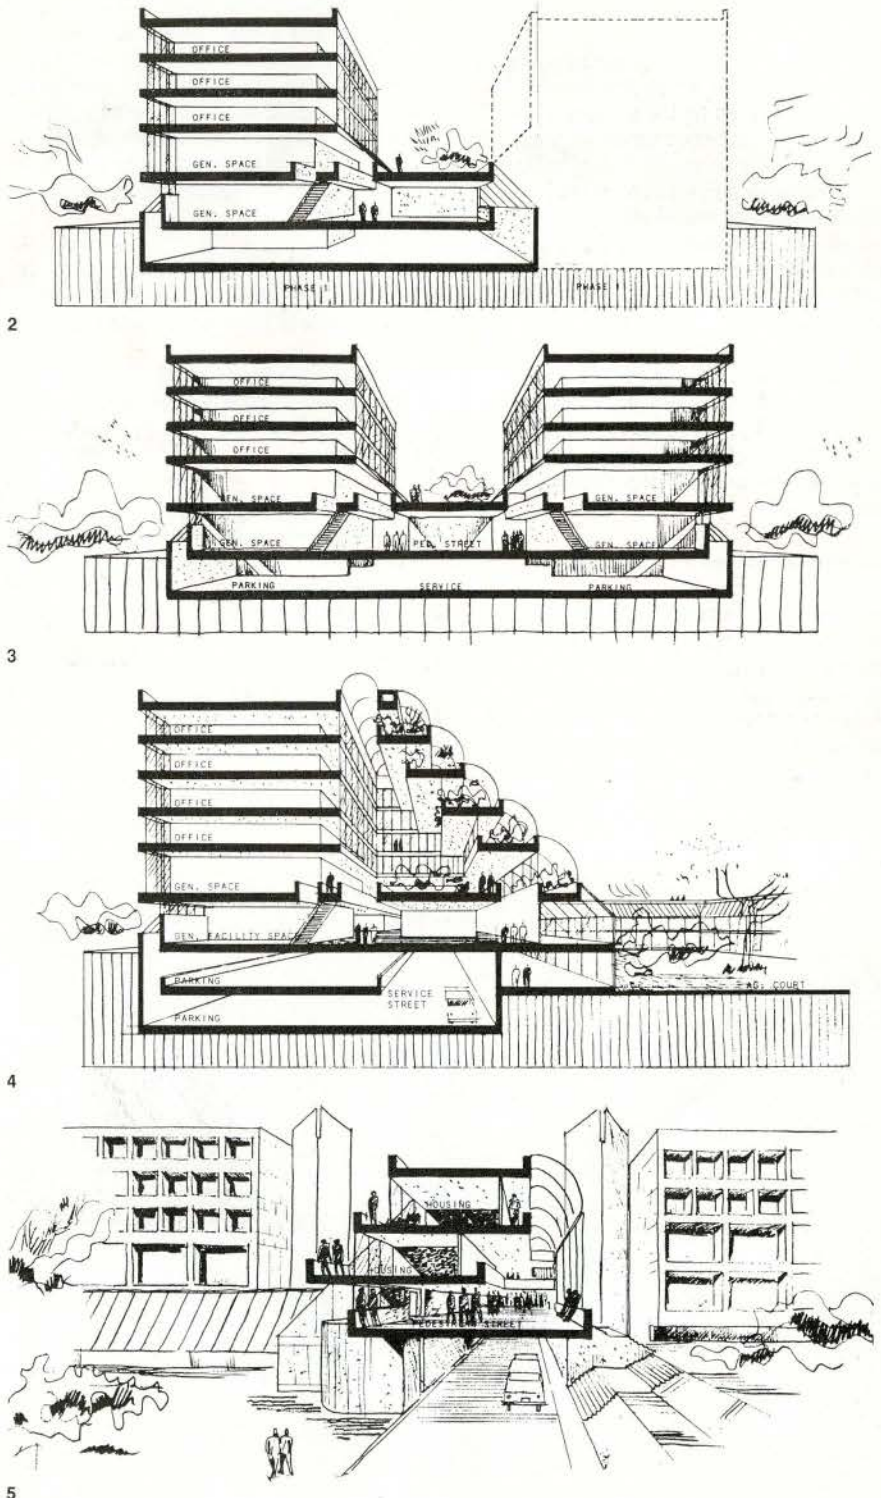 OFFICE
OFFICE
OFFICE
GEN. SPACE
GEN. SPACE
PHASE 1
PHASE
2
OFFICE
OFFICE
OFFICE
GEN. SPACE GEN. SPACE
GEN. SPACE PED. STREET GEN. SPACE
PARKING SERVICE PARKING
3
OFFICE
OFFICE
OFFICE
OFFICE
GEN. SPACE
GEN. FACILITY SPACE
PARKING
AG. COURT
SERVICE
STREET
PARKING
4
HOUSING
HOUSING
PEDESTRIAN STREET
5